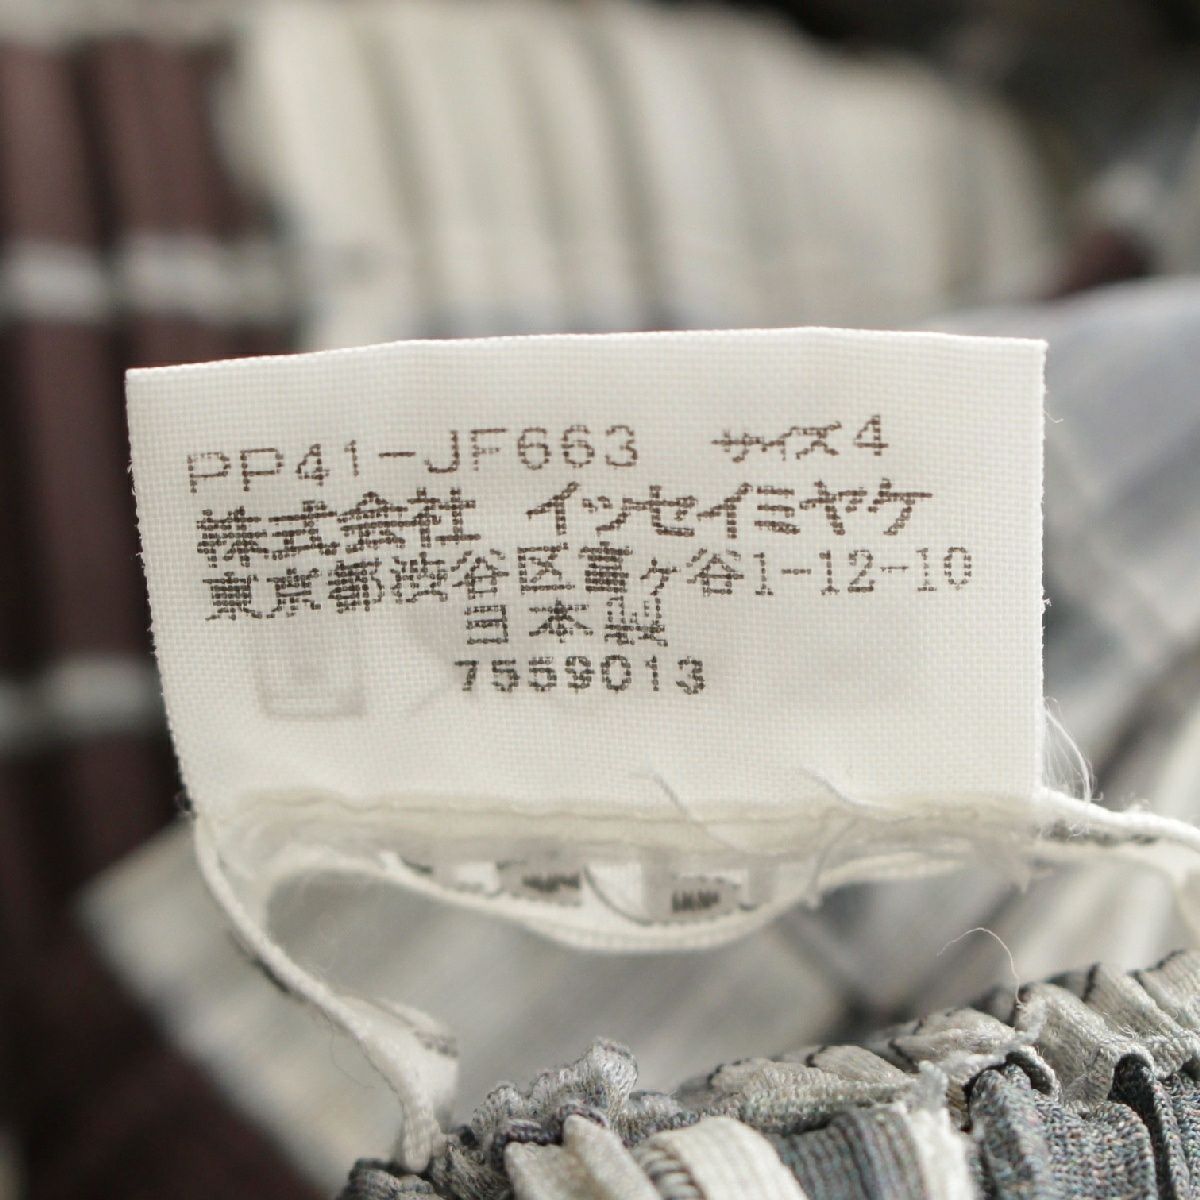 PP41-JF663 サイズ4
株式会社 イッセイミヤケ
東京都渋谷区富ヶ谷1-12-10
日本製
7559013